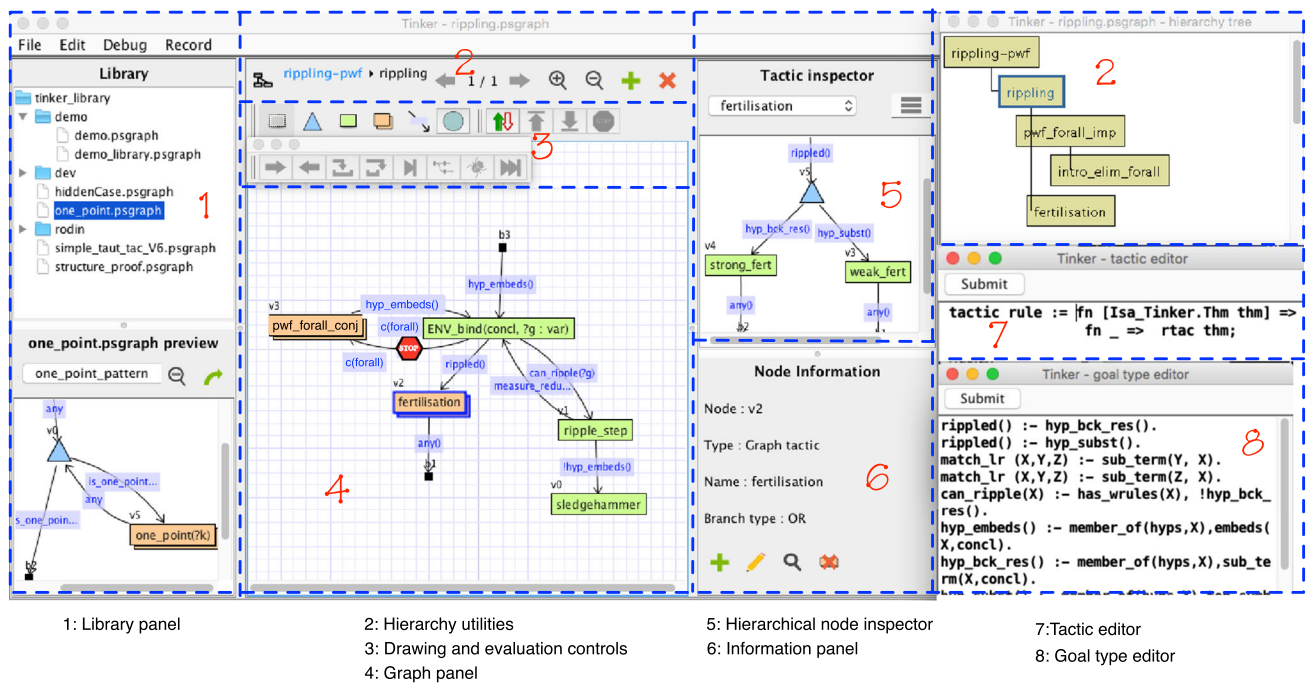 Tinker - rippling.psgraph
File Edit Debug Record
Library
tinker_library
demo
demo.psgraph
demo_library.psgraph
dev
hiddenCase.psgraph
one_point.psgraph
rodin
simple_taut_tac_V6.psgraph
structure_proof.psgraph
1
one_point.psgraph preview
one_point_pattern
any
v0
is_one_point...
any
s_one_poin...
v5
one_point(?k)
b2
rippling-pwf ▸ rippling
2
1 / 1
3
b3
hyp_embeds()
v3
hyp_embeds()
pwf_forall_conj
c(forall)
STOP
c(forall)
ENV_bind(concl, ?g : var)
rippled()
can_ripple(?g)
measure_redu...
v2
fertilisation
v1
ripple_step
any()
b1
!hyp_embeds()
v0
sledgehammer
4
Tactic inspector
fertilisation
rippled()
v5
5
hyp_bck_res()
hyp_subst()
v4
strong_fert
v3
weak_fert
any()
any()
b2
Node Information
Node : v2
Type : Graph tactic
Name : fertilisation
Branch type : OR
6
Tinker - rippling.psgraph - hierarchy tree
rippling-pwf
2
rippling
pwf_forall_imp
intro_elim_forall
fertilisation
Tinker - tactic editor
Submit
tactic rule := fn [Isa_Tinker.Thm thm] =>
fn _ => rtac thm;
7
Tinker - goal type editor
Submit
rippled() :- hyp_bck_res().
rippled() :- hyp_subst().
match_lr (X,Y,Z) :- sub_term(Y, X).
match_lr (X,Y,Z) :- sub_term(Z, X).
can_ripple(X) :- has_wrules(X), !hyp_bck_
res().
hyp_embeds() :- member_of(hyps,X),embeds(
X,concl).
hyp_bck_res() :- member_of(hyps,X),sub_te
rm(X,concl).
8
1: Library panel
2: Hierarchy utilities
3: Drawing and evaluation controls
4: Graph panel
5: Hierarchical node inspector
6: Information panel
7:Tactic editor
8: Goal type editor